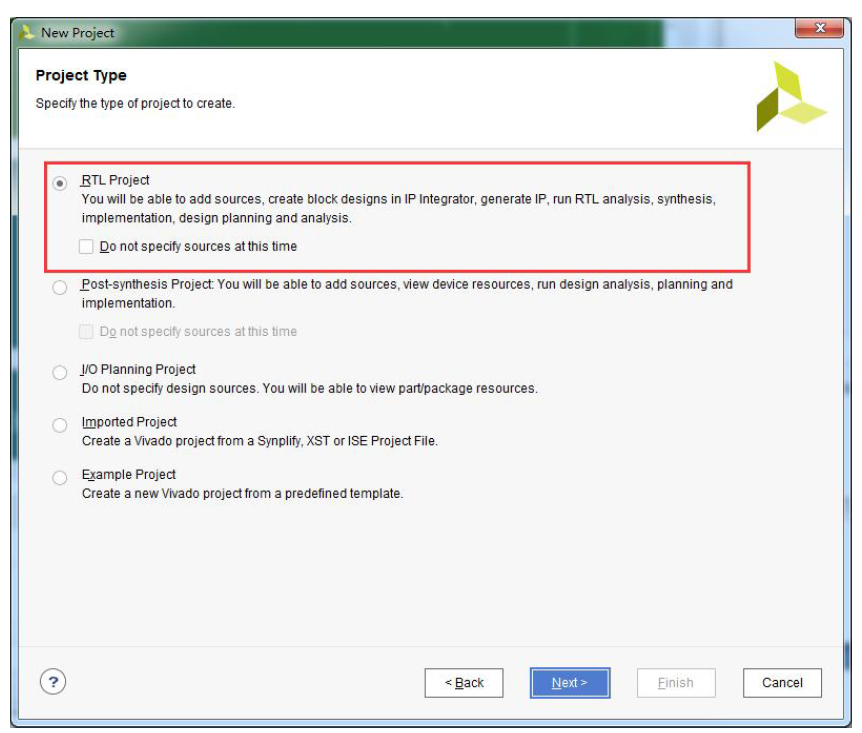 New Project
Project Type
Specify the type of project to create.
RTL Project
You will be able to add sources, create block designs in IP Integrator, generate IP, run RTL analysis, synthesis,
implementation, design planning and analysis.
Do not specify sources at this time
Post-synthesis Project: You will be able to add sources, view device resources, run design analysis, planning and
implementation.
Do not specify sources at this time
I/O Planning Project
Do not specify design sources. You will be able to view part/package resources.
Imported Project
Create a Vivado project from a Synplify, XST or ISE Project File.
Example Project
Create a new Vivado project from a predefined template.
? < Back Next > Finish Cancel